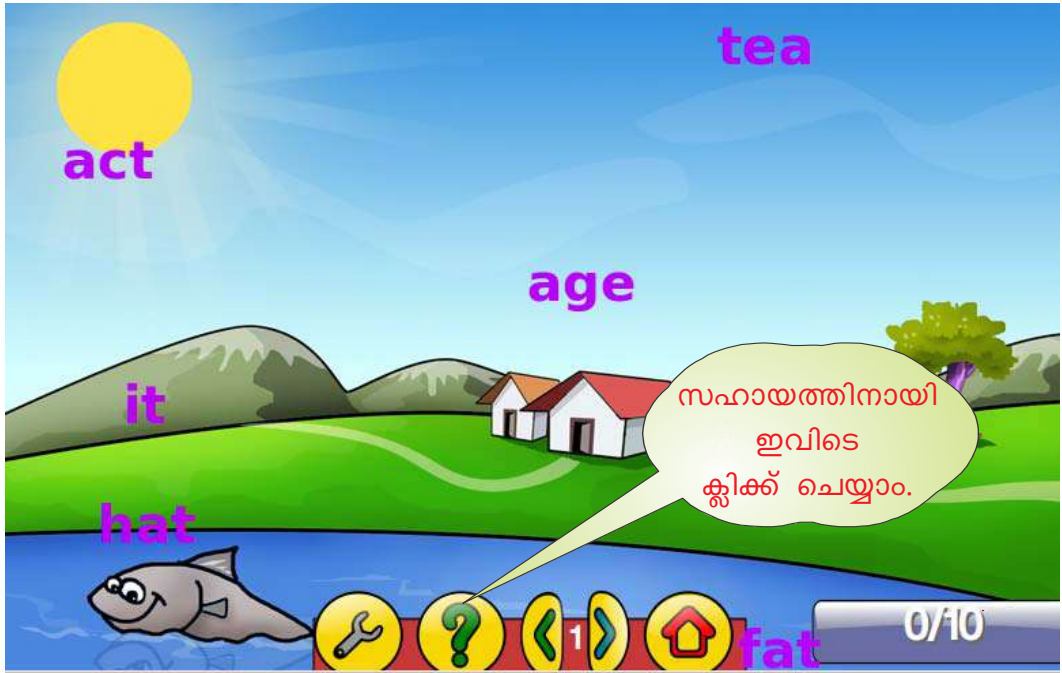 tea
act
age
it
സഹായത്തിനായി
ഇവിടെ
ക്ലിക്ക് ചെയ്യാം.
hat
1
0/10
fat